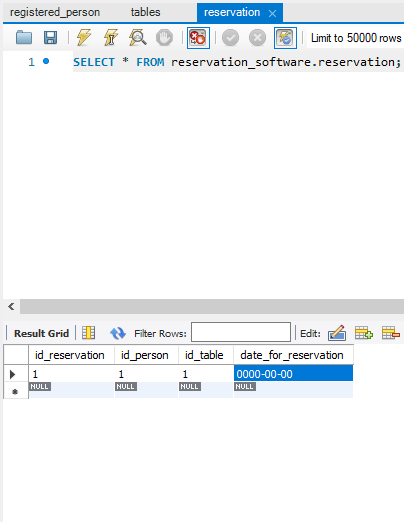 registered_person tables reservation
Limit to 50000 rows
1 SELECT * FROM reservation_software.reservation;
Result Grid Filter Rows: Edit:
id_reservation id_person id_table date_for_reservation
1 1 1 0000-00-00
NULL NULL NULL NULL